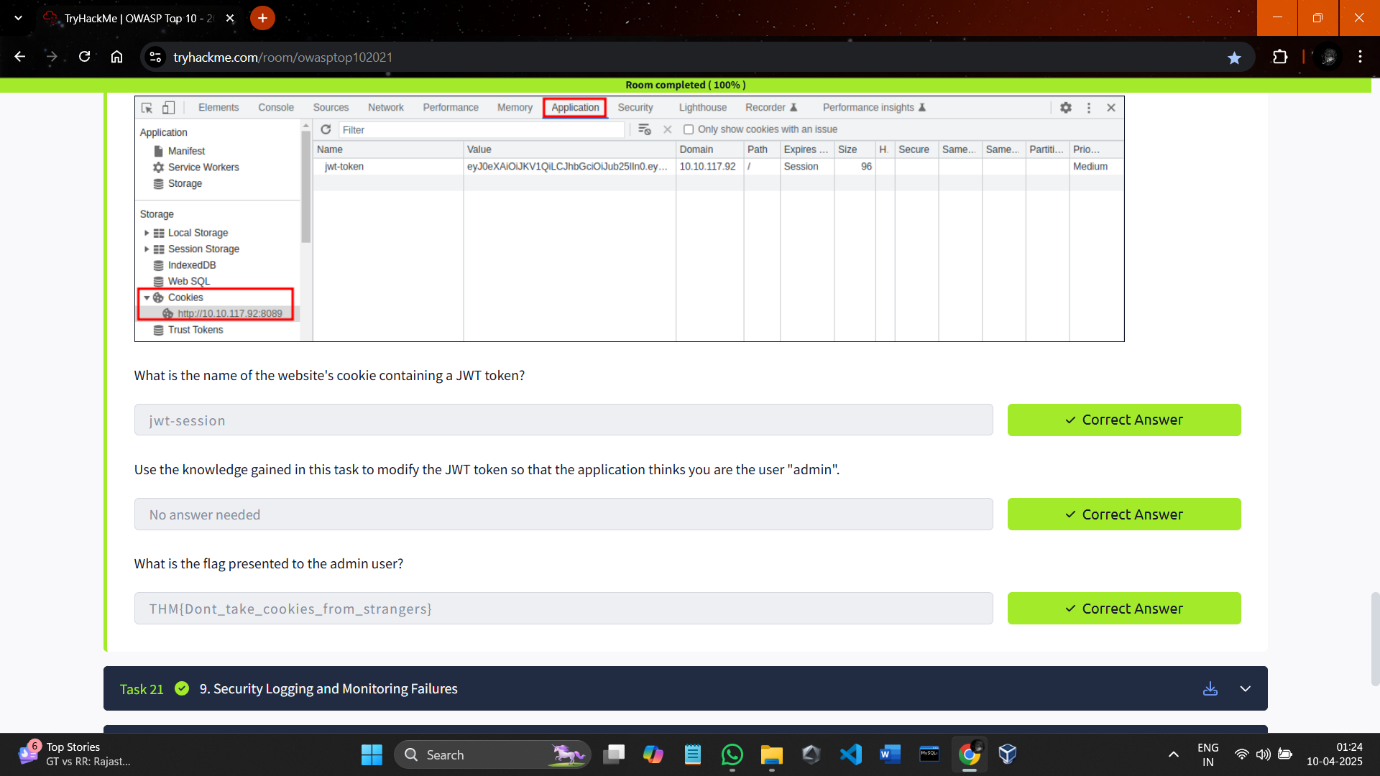 TryHackMe | OWASP Top 10 - 20
tryhackme.com/room/owasptop102021
Room completed ( 100% )
Elements Console Sources Network Performance Memory Application Security Lighthouse Recorder Performance insights
Application
Filter
Only show cookies with an issue
Manifest
Service Workers
Storage
Name Value Domain Path Expires ... Size H. Secure Same... Same... Partiti... Prio...
jwt-token eyJ0eXAiOiJKV1QiLCJhbGciOiJub25lIn0.ey... 10.10.117.92 / Session 96 Medium
Storage
Local Storage
Session Storage
IndexedDB
Web SQL
Cookies
http://10.10.117.92:8089
Trust Tokens
What is the name of the website's cookie containing a JWT token?
jwt-session
Correct Answer
Use the knowledge gained in this task to modify the JWT token so that the application thinks you are the user "admin".
No answer needed
Correct Answer
What is the flag presented to the admin user?
THM{Dont_take_cookies_from_strangers}
Correct Answer
Task 21 9. Security Logging and Monitoring Failures
6
Top Stories
GT vs RR: Rajast...
Search
ENG
IN
01:24
10-04-2025